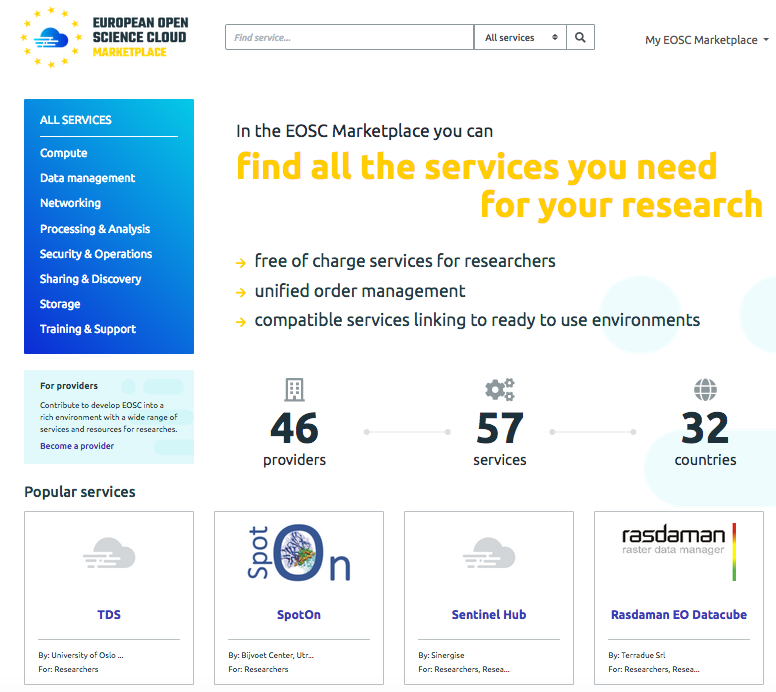 EUROPEAN OPEN
SCIENCE CLOUD
MARKETPLACE
Find service...
All services
My EOSC Marketplace
ALL SERVICES
Compute
Data management
Networking
Processing & Analysis
Security & Operations
Sharing & Discovery
Storage
Training & Support
In the EOSC Marketplace you can
find all the services you need
for your research
free of charge services for researchers
unified order management
compatible services linking to ready to use environments
For providers
Contribute to develop EOSC into a
rich environment with a wide range of
services and resources for researches.
Become a provider
46
providers
57
services
32
countries
Popular services
TDS
By: University of Oslo ...
For: Researchers
Spot On
SpotOn
By: Bijvoet Center, Utr...
For: Researchers
Sentinel Hub
By: Sinergise
For: Researchers, Resea...
rasdaman
raster data manager
Rasdaman EO Datacube
By: Terradue Srl
For: Researchers, Resea...